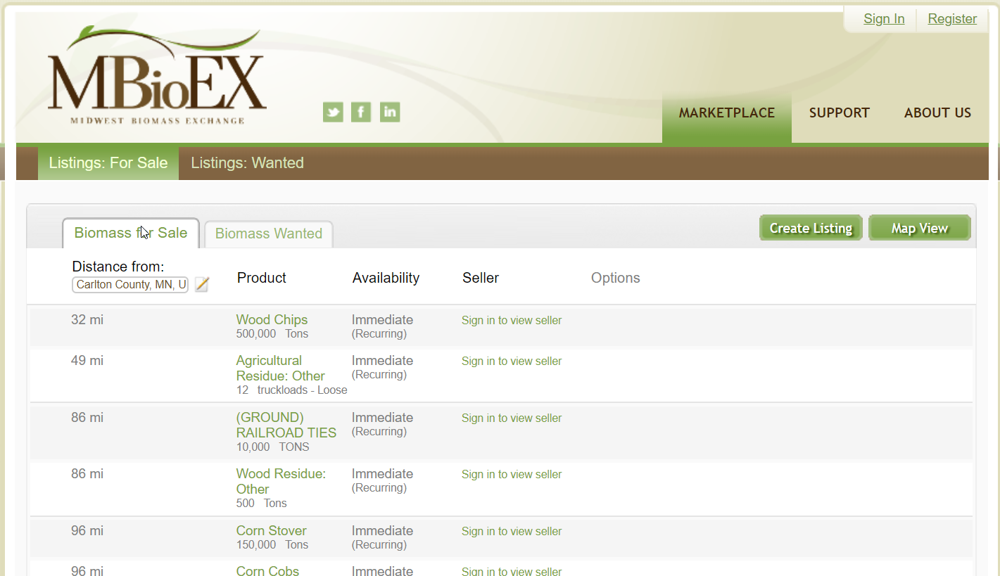 Sign In
Register
MBioEX
MIDWEST BIOMASS EXCHANGE
f
in
MARKETPLACE
SUPPORT
ABOUT US
Listings: For Sale
Listings: Wanted
Biomass for Sale
Biomass Wanted
Create Listing
Map View
Distance from:
Carlton County, MN, U
Product
Availability
Seller
Options
32 mi
Wood Chips
500,000 Tons
Immediate
(Recurring)
Sign in to view seller
49 mi
Agricultural
Residue: Other
12 truckloads - Loose
Immediate
(Recurring)
Sign in to view seller
86 mi
(GROUND)
RAILROAD TIES
10,000 TONS
Immediate
(Recurring)
Sign in to view seller
86 mi
Wood Residue:
Other
500 Tons
Immediate
(Recurring)
Sign in to view seller
96 mi
Corn Stover
150,000 Tons
Immediate
(Recurring)
Sign in to view seller
96 mi
Corn Cobs
Immediate
Sign in to view seller